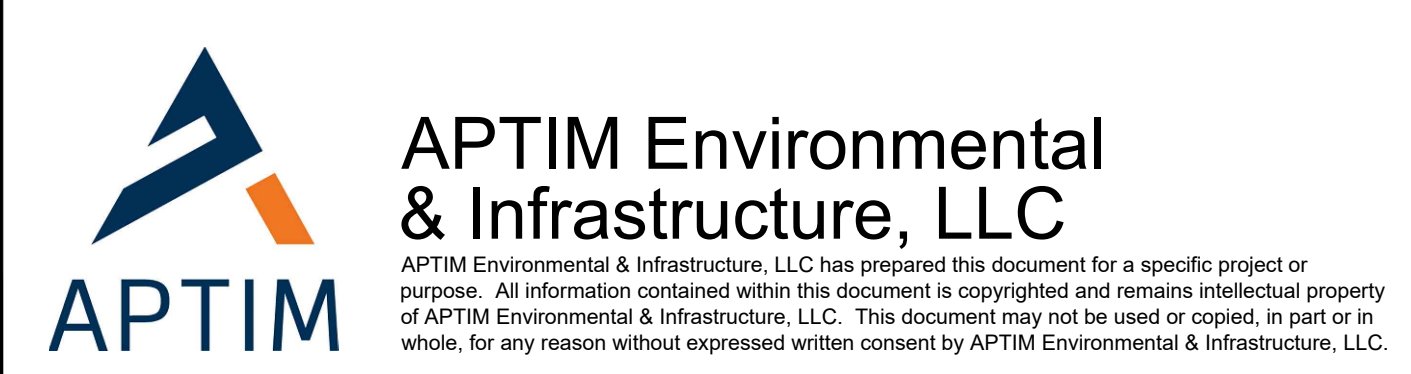 APTIM
APTIM Environmental
& Infrastructure, LLC
APTIM Environmental & Infrastructure, LLC has prepared this document for a specific project or
purpose.  All information contained within this document is copyrighted and remains intellectual property
of APTIM Environmental & Infrastructure, LLC.  This document may not be used or copied, in part or in
whole, for any reason without expressed written consent by APTIM Environmental & Infrastructure, LLC.